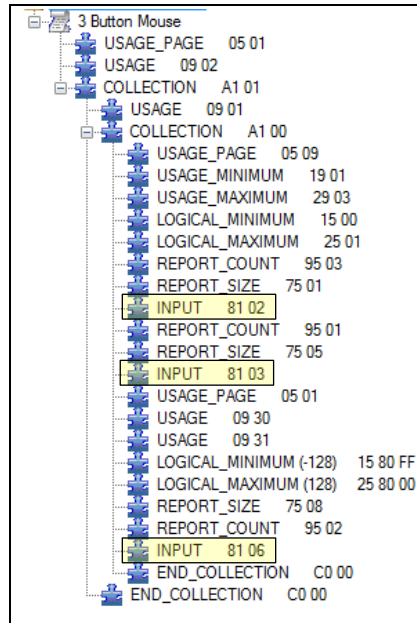 3 Button Mouse
USAGE_PAGE 05 01
USAGE 09 02
COLLECTION A1 01
USAGE 09 01
COLLECTION A1 00
USAGE_PAGE 05 09
USAGE_MINIMUM 19 01
USAGE_MAXIMUM 29 03
LOGICAL_MINIMUM 15 00
LOGICAL_MAXIMUM 25 01
REPORT_COUNT 95 03
REPORT_SIZE 75 01
INPUT 81 02
REPORT_COUNT 95 01
REPORT_SIZE 75 05
INPUT 81 03
USAGE_PAGE 05 01
USAGE 09 30
USAGE 09 31
LOGICAL_MINIMUM (-128) 15 80 FF
LOGICAL_MAXIMUM (128) 25 80 00
REPORT_SIZE 75 08
REPORT_COUNT 95 02
INPUT 81 06
END_COLLECTION C0 00
END_COLLECTION C0 00